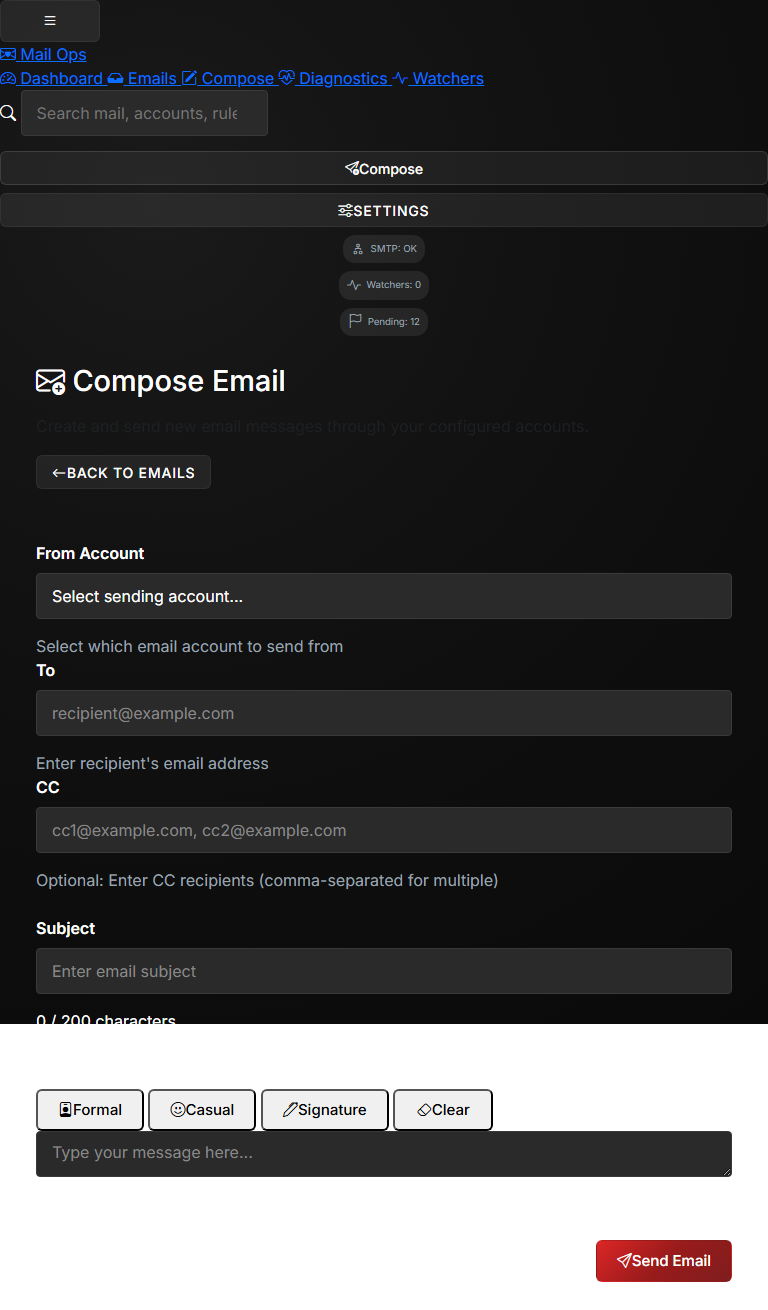 Mail Ops
Dashboard Emails Compose Diagnostics Watchers
Search mail, accounts, rule
Compose
SETTINGS
SMTP: OK
Watchers: 0
Pending: 12
Compose Email
Create and send new email messages through your configured accounts.
BACK TO EMAILS
From Account
Select sending account...
Select which email account to send from
To
recipient@example.com
Enter recipient's email address
CC
cc1@example.com, cc2@example.com
Optional: Enter CC recipients (comma-separated for multiple)
Subject
Enter email subject
0 / 200 characters
Formal Casual Signature Clear
Type your message here...
Send Email